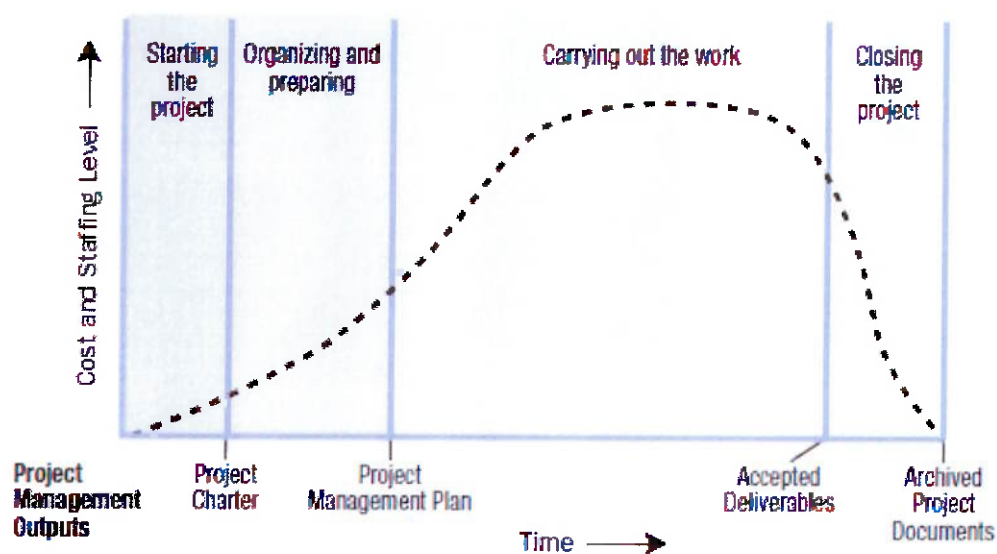 Starting
the
project
Organizing and
preparing
Carrying out the work
Closing
the
project
Cost and Staffing Level
Project
Management
Outputs
Project
Charter
Project
Management Plan
Accepted
Deliverables
Archived
Project
Documents
Time